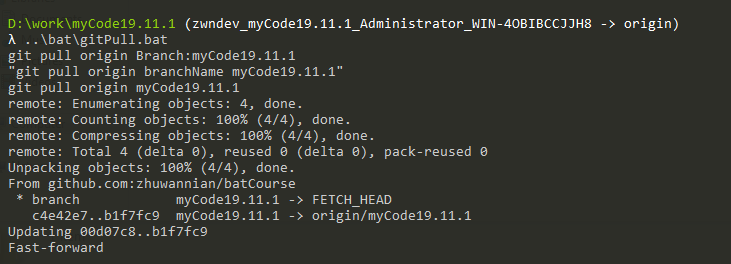 D:\work\myCode19.11.1 (zwndev_myCode19.11.1_Administrator_WIN-4OBIBCCJJH8 -> origin)
λ ..\bat\gitPull.bat
git pull origin Branch:myCode19.11.1
"git pull origin branchName myCode19.11.1"
git pull origin myCode19.11.1
remote: Enumerating objects: 4, done.
remote: Counting objects: 100% (4/4), done.
remote: Compressing objects: 100% (4/4), done.
remote: Total 4 (delta 0), reused 0 (delta 0), pack-reused 0
Unpacking objects: 100% (4/4), done.
From github.com:zhuwannian/batCourse
 * branch            myCode19.11.1 -> FETCH_HEAD
   c4e42e7..b1f7fc9  myCode19.11.1 -> origin/myCode19.11.1
Updating 00d07c8..b1f7fc9
Fast-forward